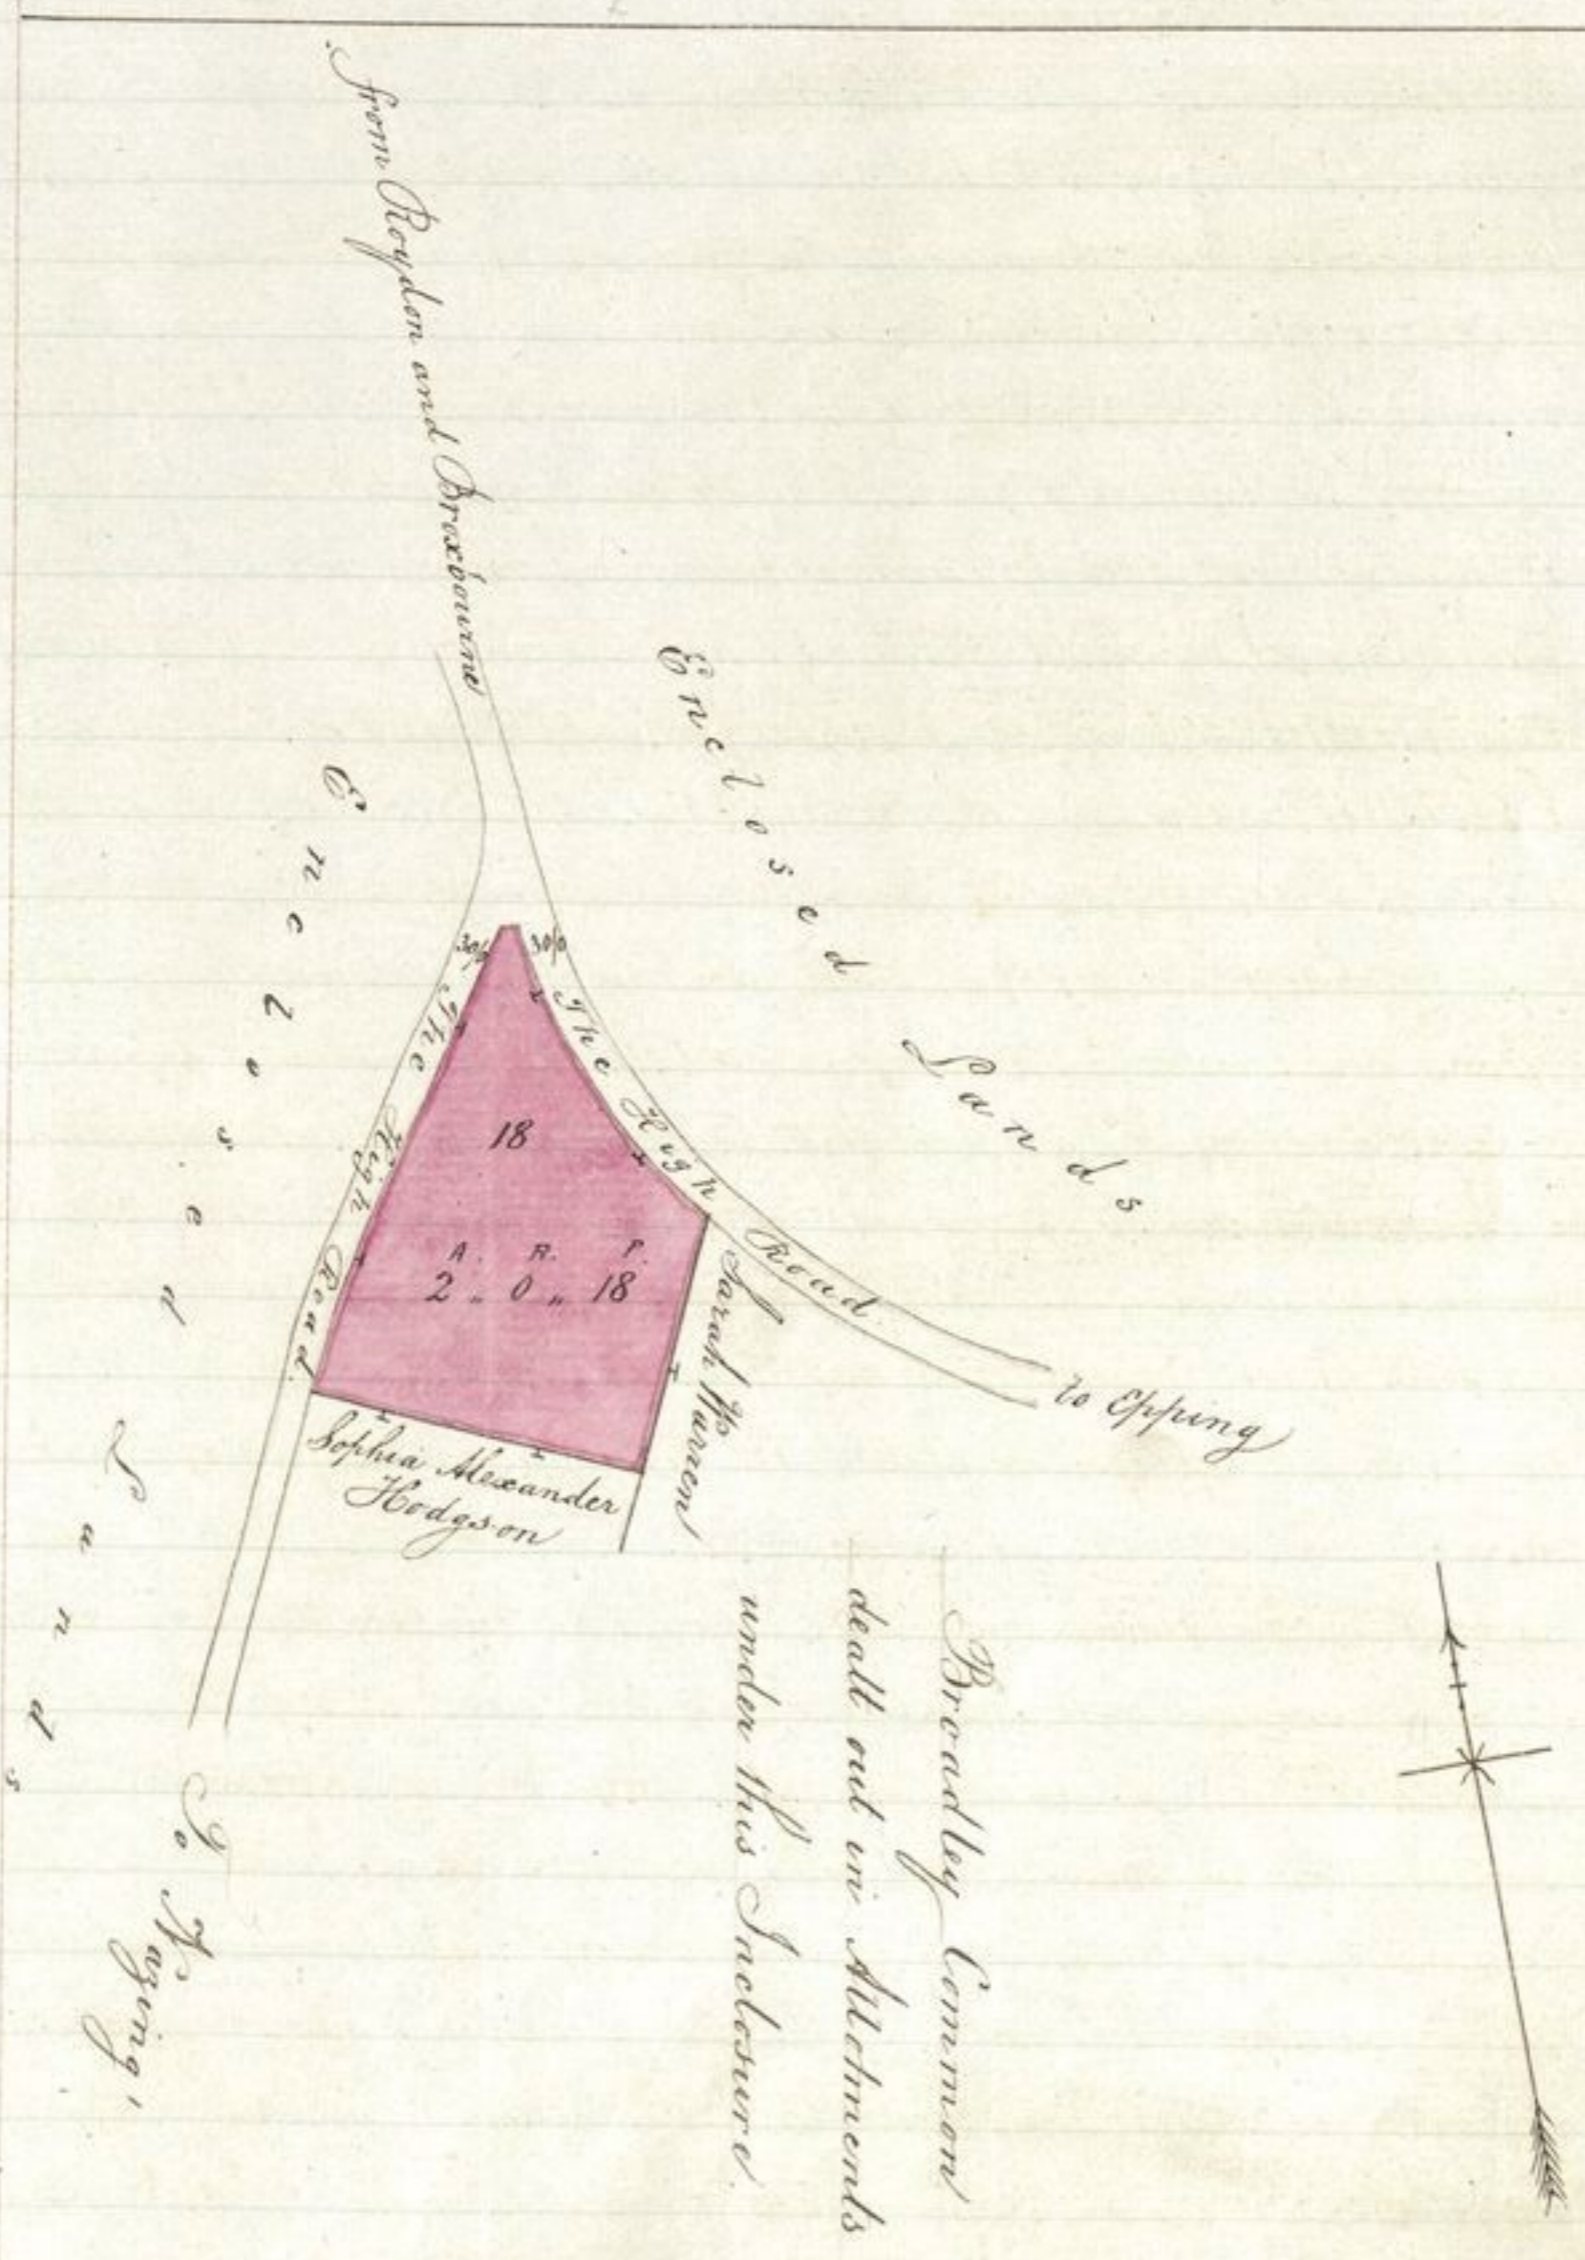 from Roydon and Broxbourne
Enclosed Lands
Enclosed Lands
30/0
30/0
The High Road
The High Road
18
A. R. P.
2 „ 0 „ 18
Sarah Warren
to Epping
Sophia Alexander
Hodgson
Broadley Common
dealt out in Allotments
under this Inclosure
To Nazing